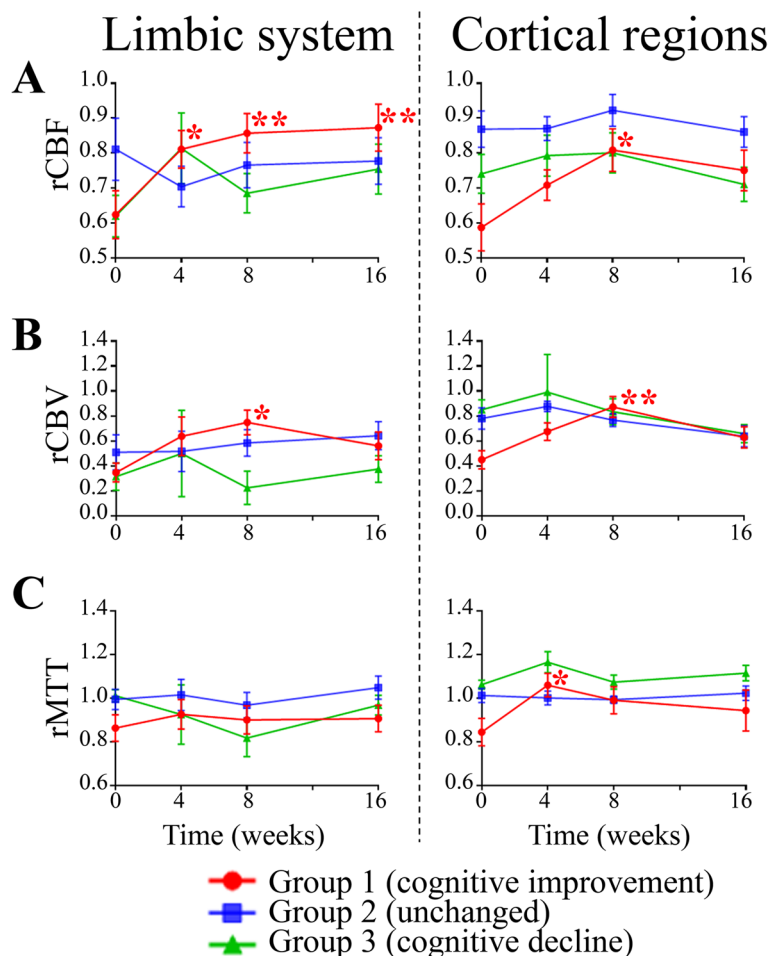 Limbic system Cortical regions
A
rCBF
1.0
0.9
0.8
0.7
0.6
0.5
0 4 8 16
* ** **
1.0
0.9
0.8
0.7
0.6
0.5
0 4 8 16
*
B
rCBV
1.4
1.2
1.0
0.8
0.6
0.4
0.2
0.0
0 4 8 16
*
1.4
1.2
1.0
0.8
0.6
0.4
0.2
0.0
0 4 8 16
**
C
rMTT
1.4
1.2
1.0
0.8
0.6
0 4 8 16
Time (weeks)
1.4
1.2
1.0
0.8
0.6
0 4 8 16
*
Time (weeks)
Group 1 (cognitive improvement)
Group 2 (unchanged)
Group 3 (cognitive decline)